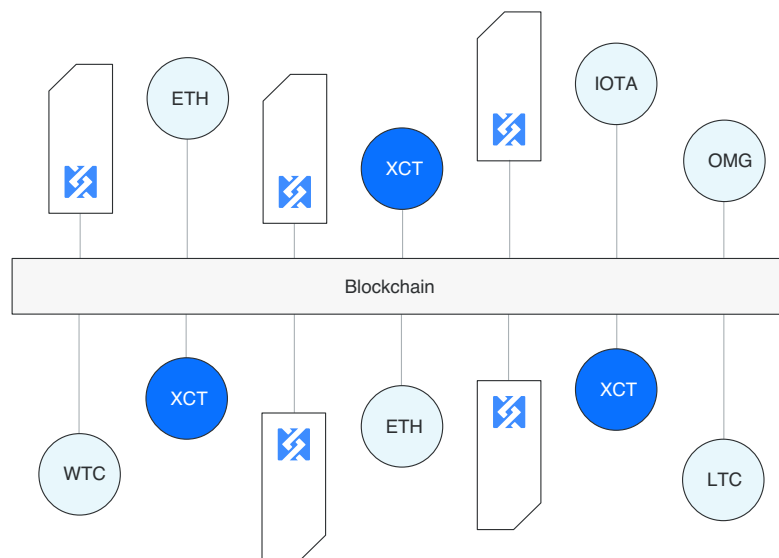 ETH
XCT
IOTA
OMG
Blockchain
WTC
XCT
ETH
XCT
LTC